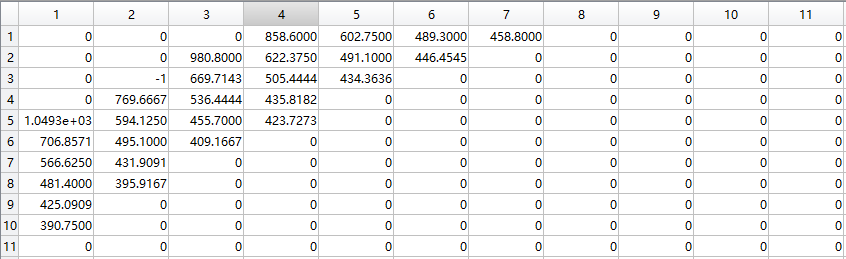 1 2 3 4 5 6 7 8 9 10 11
1 0 0 0 858.6000 602.7500 489.3000 458.8000 0 0 0 0
2 0 0 980.8000 622.3750 491.1000 446.4545 0 0 0 0 0
3 0 -1 669.7143 505.4444 434.3636 0 0 0 0 0 0
4 0 769.6667 536.4444 435.8182 0 0 0 0 0 0 0
5 1.0493e+03 594.1250 455.7000 423.7273 0 0 0 0 0 0 0
6 706.8571 495.1000 409.1667 0 0 0 0 0 0 0 0
7 566.6250 431.9091 0 0 0 0 0 0 0 0 0
8 481.4000 395.9167 0 0 0 0 0 0 0 0 0
9 425.0909 0 0 0 0 0 0 0 0 0 0
10 390.7500 0 0 0 0 0 0 0 0 0 0
11 0 0 0 0 0 0 0 0 0 0 0